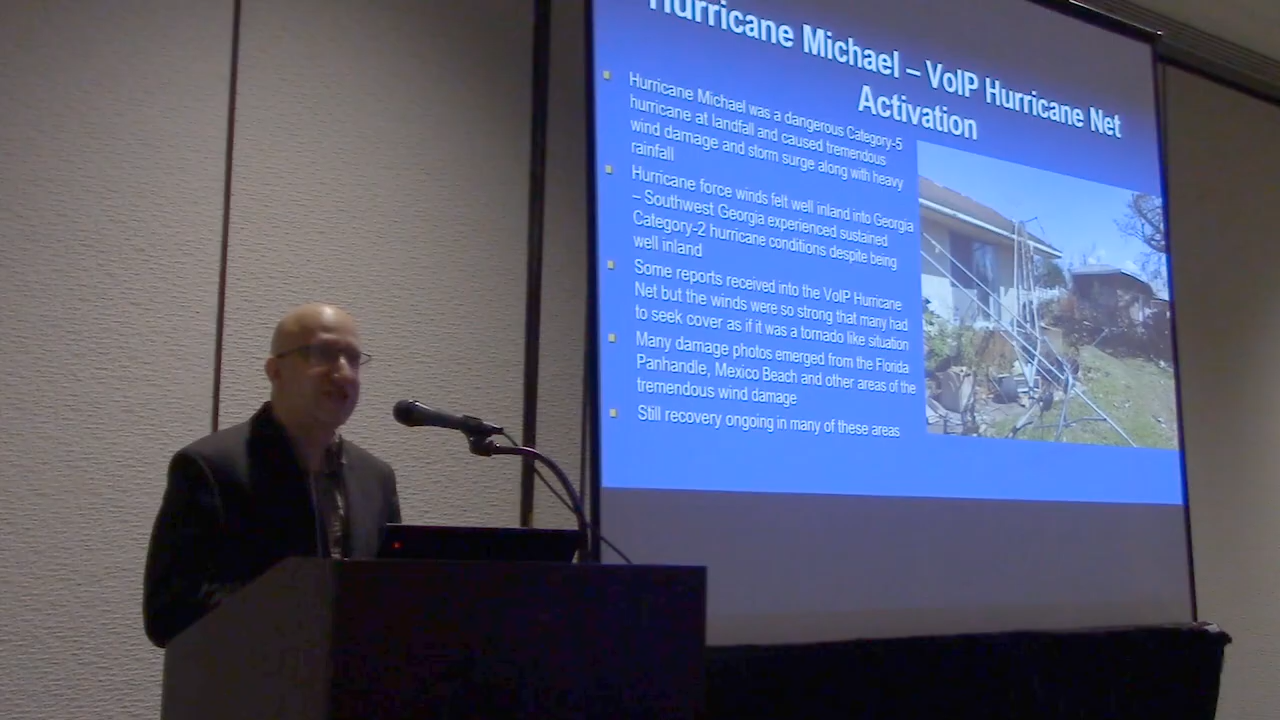 Hurricane Michael – VoIP Hurricane Net
Activation
Hurricane Michael was a dangerous Category-5
hurricane at landfall and caused tremendous
wind damage and storm surge along with heavy
rainfall
Hurricane force winds felt well inland into Georgia
– Southwest Georgia experienced sustained
Category-2 hurricane conditions despite being
well inland
Some reports received into the VoIP Hurricane
Net but the winds were so strong that many had
to seek cover as if it was a tornado like situation
Many damage photos emerged from the Florida
Panhandle, Mexico Beach and other areas of the
tremendous wind damage
Still recovery ongoing in many of these areas